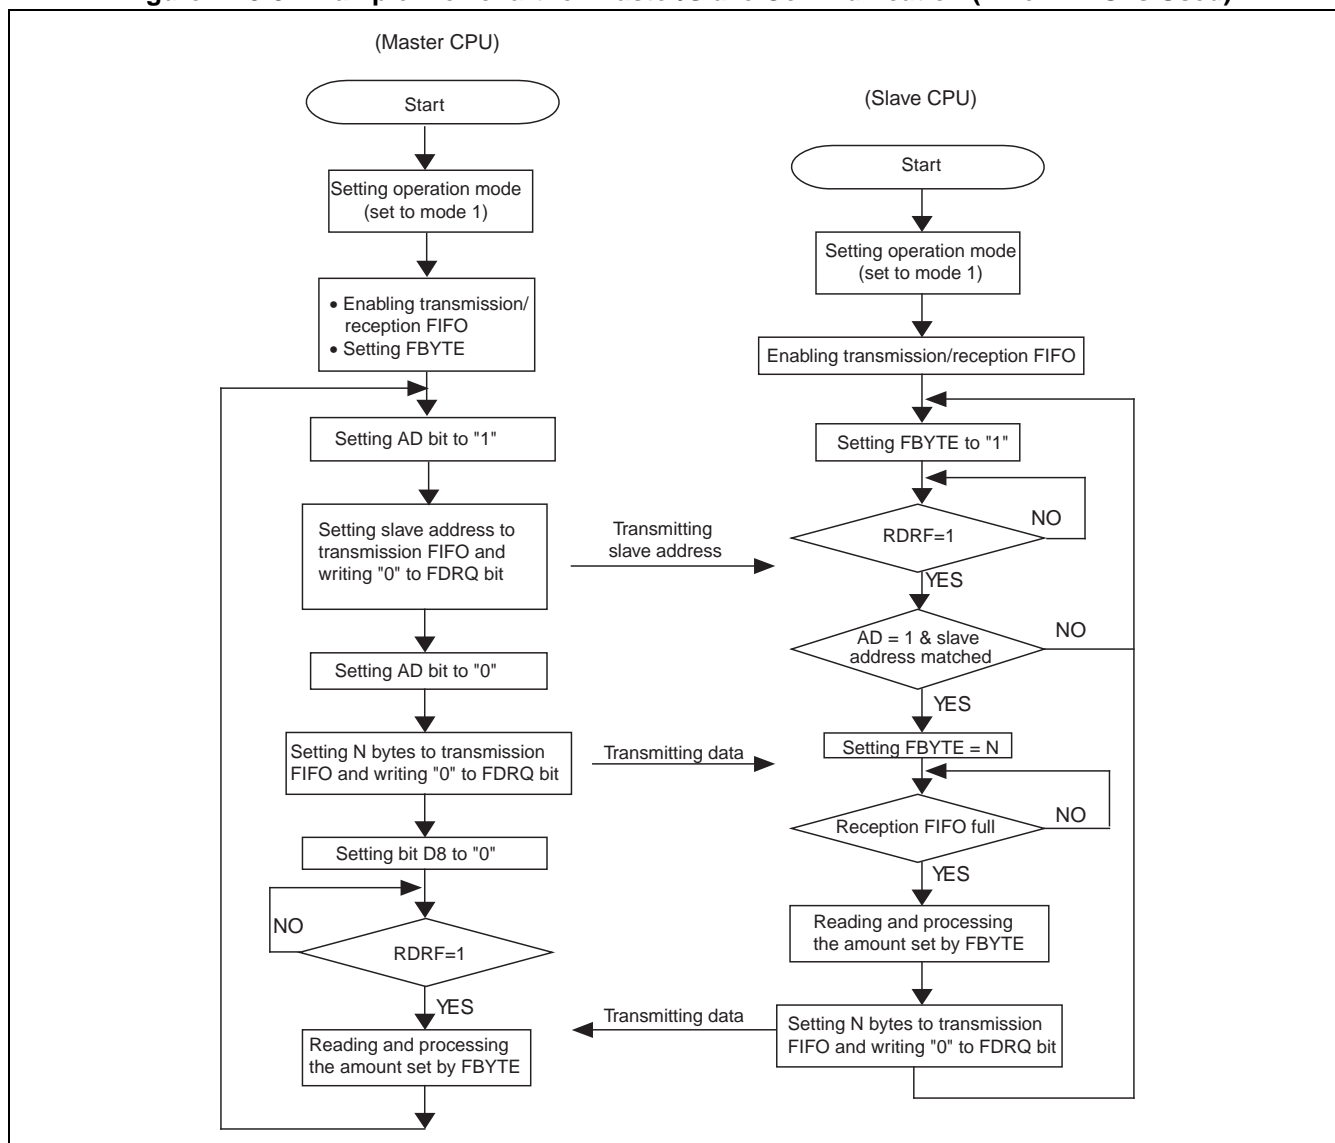 (Master CPU)
Start
Setting operation mode
(set to mode 1)
• Enabling transmission/
reception FIFO
• Setting FBYTE
Setting AD bit to "1"
Setting slave address to
transmission FIFO and
writing "0" to FDRQ bit
Setting AD bit to "0"
Setting N bytes to transmission
FIFO and writing "0" to FDRQ bit
Setting bit D8 to "0"
NO
RDRF=1
YES
Reading and processing
the amount set by FBYTE
Transmitting
slave address
Transmitting data
Transmitting data
(Slave CPU)
Start
Setting operation mode
(set to mode 1)
Enabling transmission/reception FIFO
Setting FBYTE to "1"
RDRF=1
NO
YES
AD = 1 & slave
address matched
NO
YES
Setting FBYTE = N
Reception FIFO full
NO
YES
Reading and processing
the amount set by FBYTE
Setting N bytes to transmission
FIFO and writing "0" to FDRQ bit